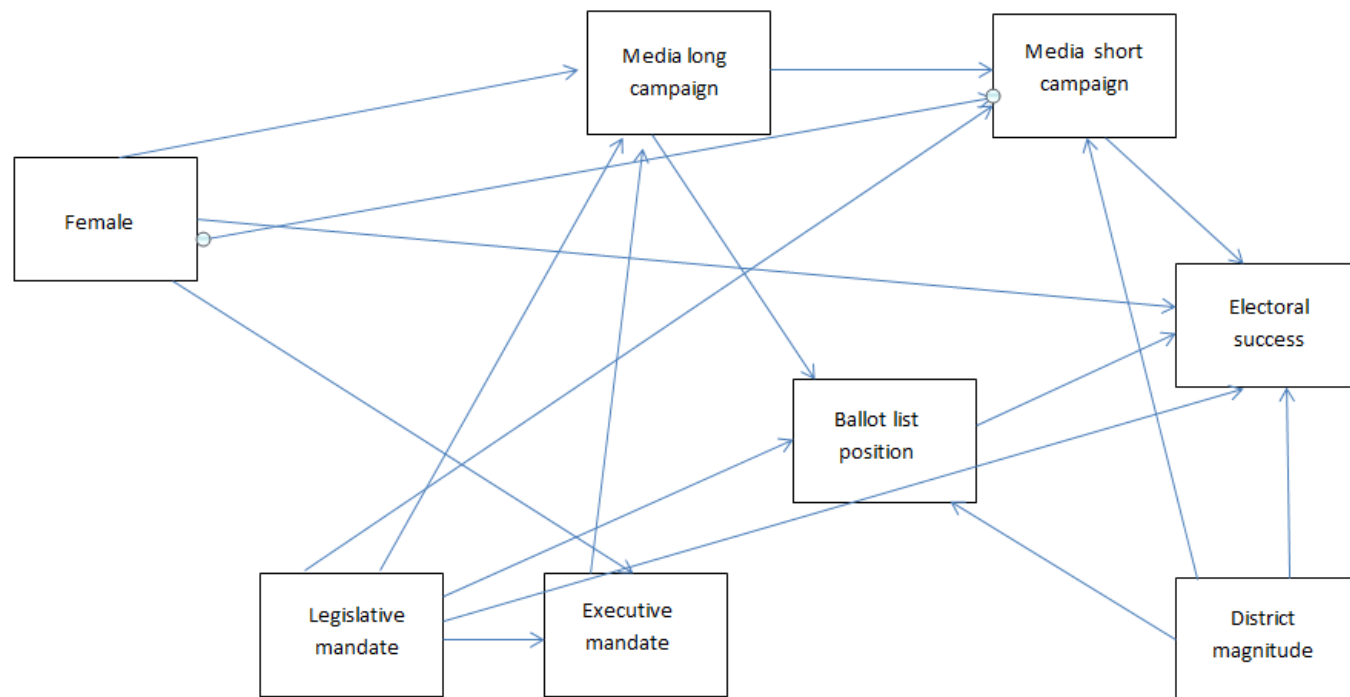 Media long
campaign
Media short
campaign
Female
Electoral
success
Ballot list
position
Legislative
mandate
Executive
mandate
District
magnitude